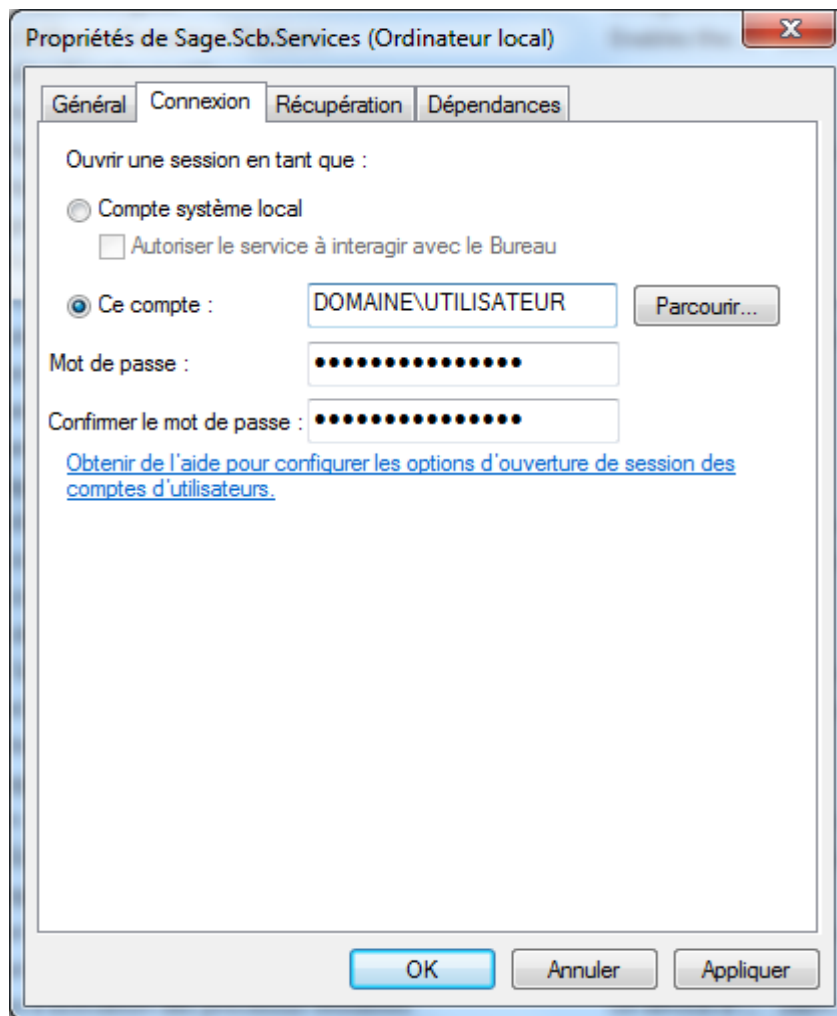 Propriétés de Sage.Scb.Services (Ordinateur local)
Général Connexion Récupération Dépendances
Ouvrir une session en tant que :
Compte système local
Autoriser le service à interagir avec le Bureau
Ce compte : DOMAINE\UTILISATEUR Parcourir...
Mot de passe : •••••••••••••••
Confirmer le mot de passe : •••••••••••••••
Obtenir de l'aide pour configurer les options d'ouverture de session des
comptes d'utilisateurs.
OK Annuler Appliquer